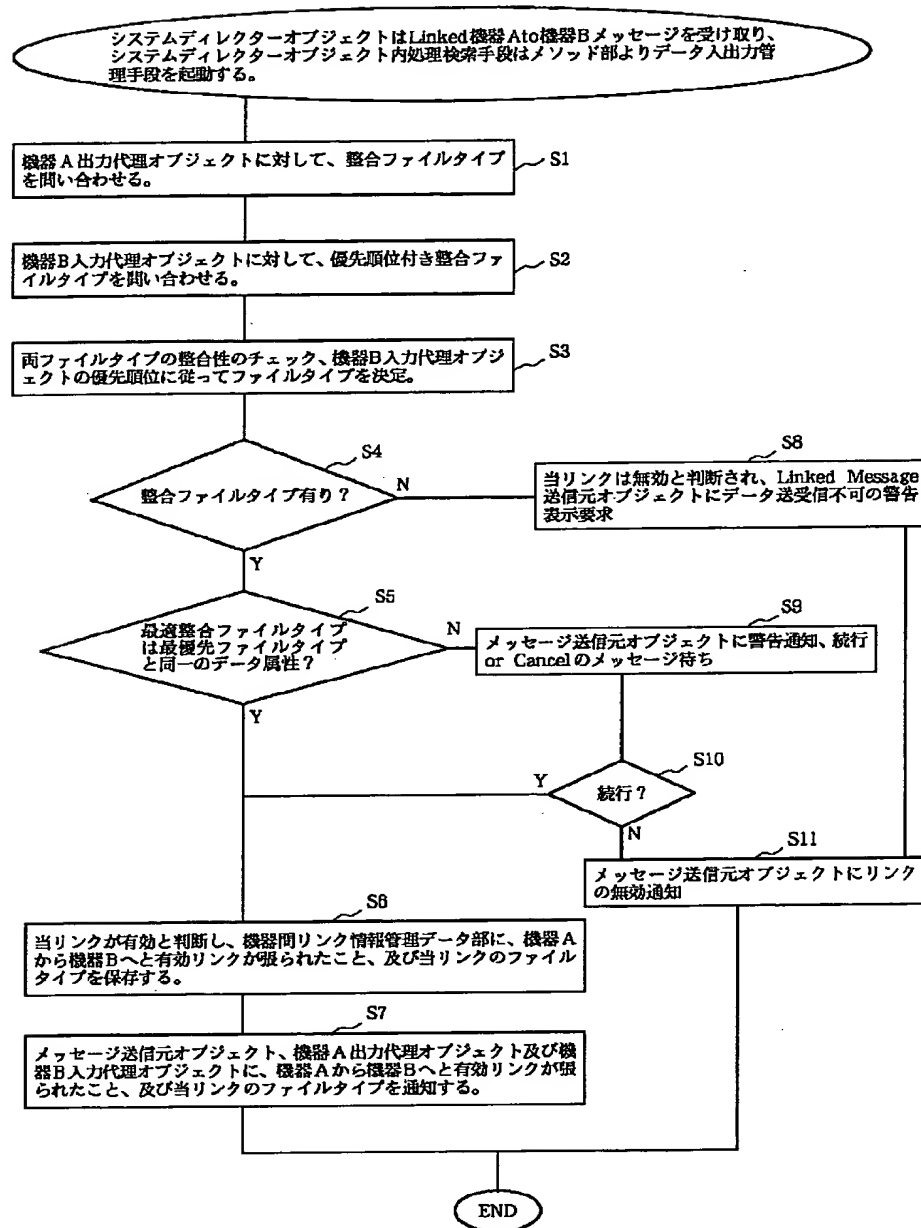 システムディレクターオブジェクトはLinked機器Ato機器Bメッセージを受け取り、
システムディレクターオブジェクト内処理検索手段はメソッド部よりデータ入出力管
理手段を起動する。
機器A出力代理オブジェクトに対して、整合ファイルタイプ
を問い合わせる。
S1
機器B入力代理オブジェクトに対して、優先順位付き整合ファ
イルタイプを問い合わせる。
S2
両ファイルタイプの整合性のチェック、機器B入力代理オブジ
ェクトの優先順位に従ってファイルタイプを決定。
S3
S4
整合ファイルタイプ有り？
N
Y
S8
当リンクは無効と判断され、Linked Message
送信元オブジェクトにデータ送受信不可の警告
表示要求
S5
最適整合ファイルタイプ
は最優先ファイルタイプ
と同一のデータ属性？
N
Y
S9
メッセージ送信元オブジェクトに警告通知、続行
or Cancelのメッセージ待ち
S10
続行？
Y
N
S11
メッセージ送信元オブジェクトにリンク
の無効通知
S6
当リンクが有効と判断し、機器間リンク情報管理データ部に、機器A
から機器Bへと有効リンクが張られたこと、及び当リンクのファイル
タイプを保存する。
S7
メッセージ送信元オブジェクト、機器A出力代理オブジェクト及び機
器B入力代理オブジェクトに、機器Aから機器Bへと有効リンクが張
られたこと、及び当リンクのファイルタイプを通知する。
END